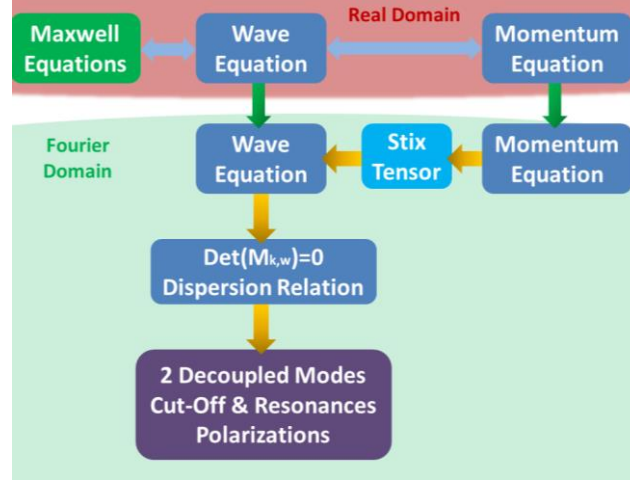 Real Domain
Maxwell
Equations
Wave
Equation
Momentum
Equation
Fourier
Domain
Wave
Equation
Stix
Tensor
Momentum
Equation
Det(Mk,w)=0
Dispersion Relation
2 Decoupled Modes
Cut-Off & Resonances
Polarizations